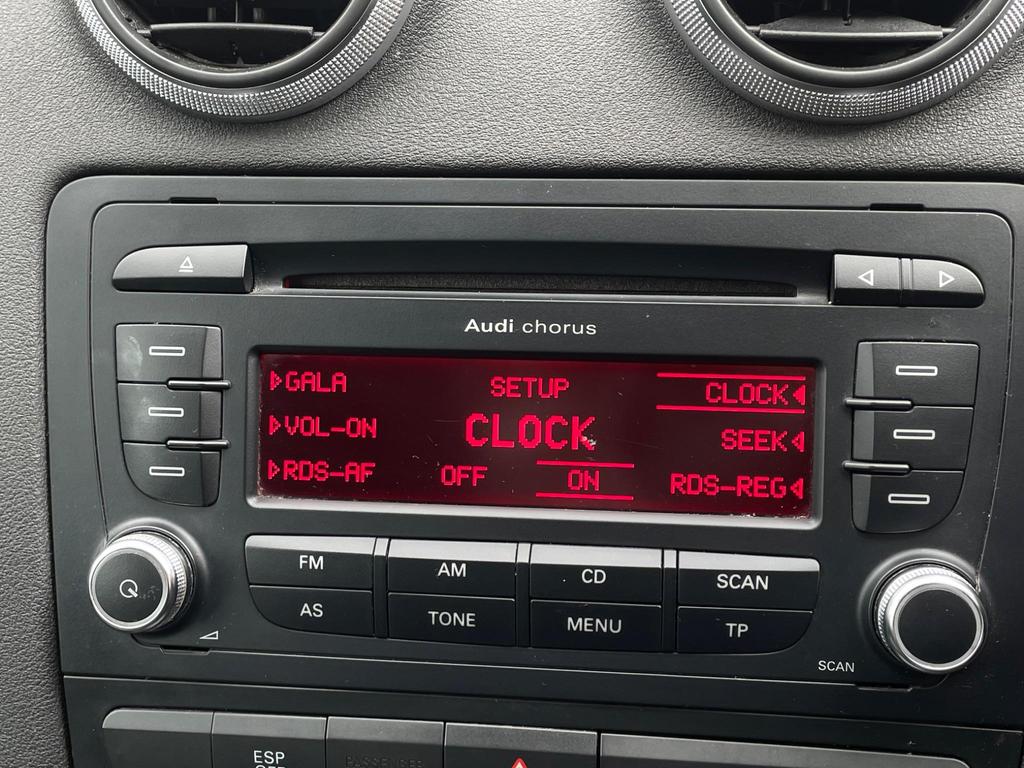 Audi chorus
GALA SETUP CLOCK
VOL-ON CLOCK SEEK
RDS-AF OFF ON RDS-REG
FM AM CD SCAN
AS TONE MENU TP
SCAN
ESP